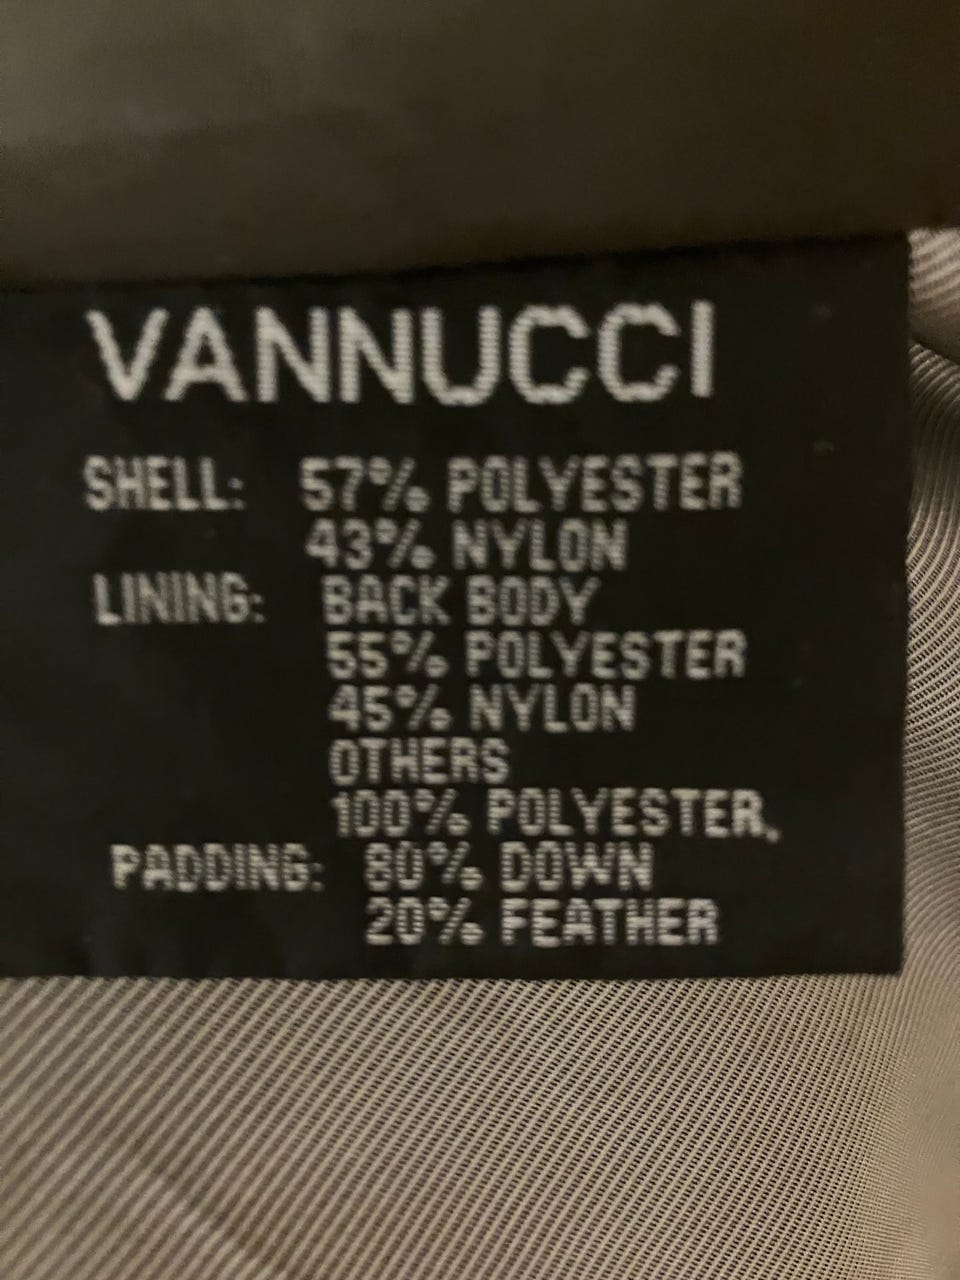 VANNUCCI
SHELL: 57% POLYESTER
43% NYLON
LINING: BACK BODY
55% POLYESTER
45% NYLON
OTHERS
100% POLYESTER,
PADDING: 80% DOWN
20% FEATHER